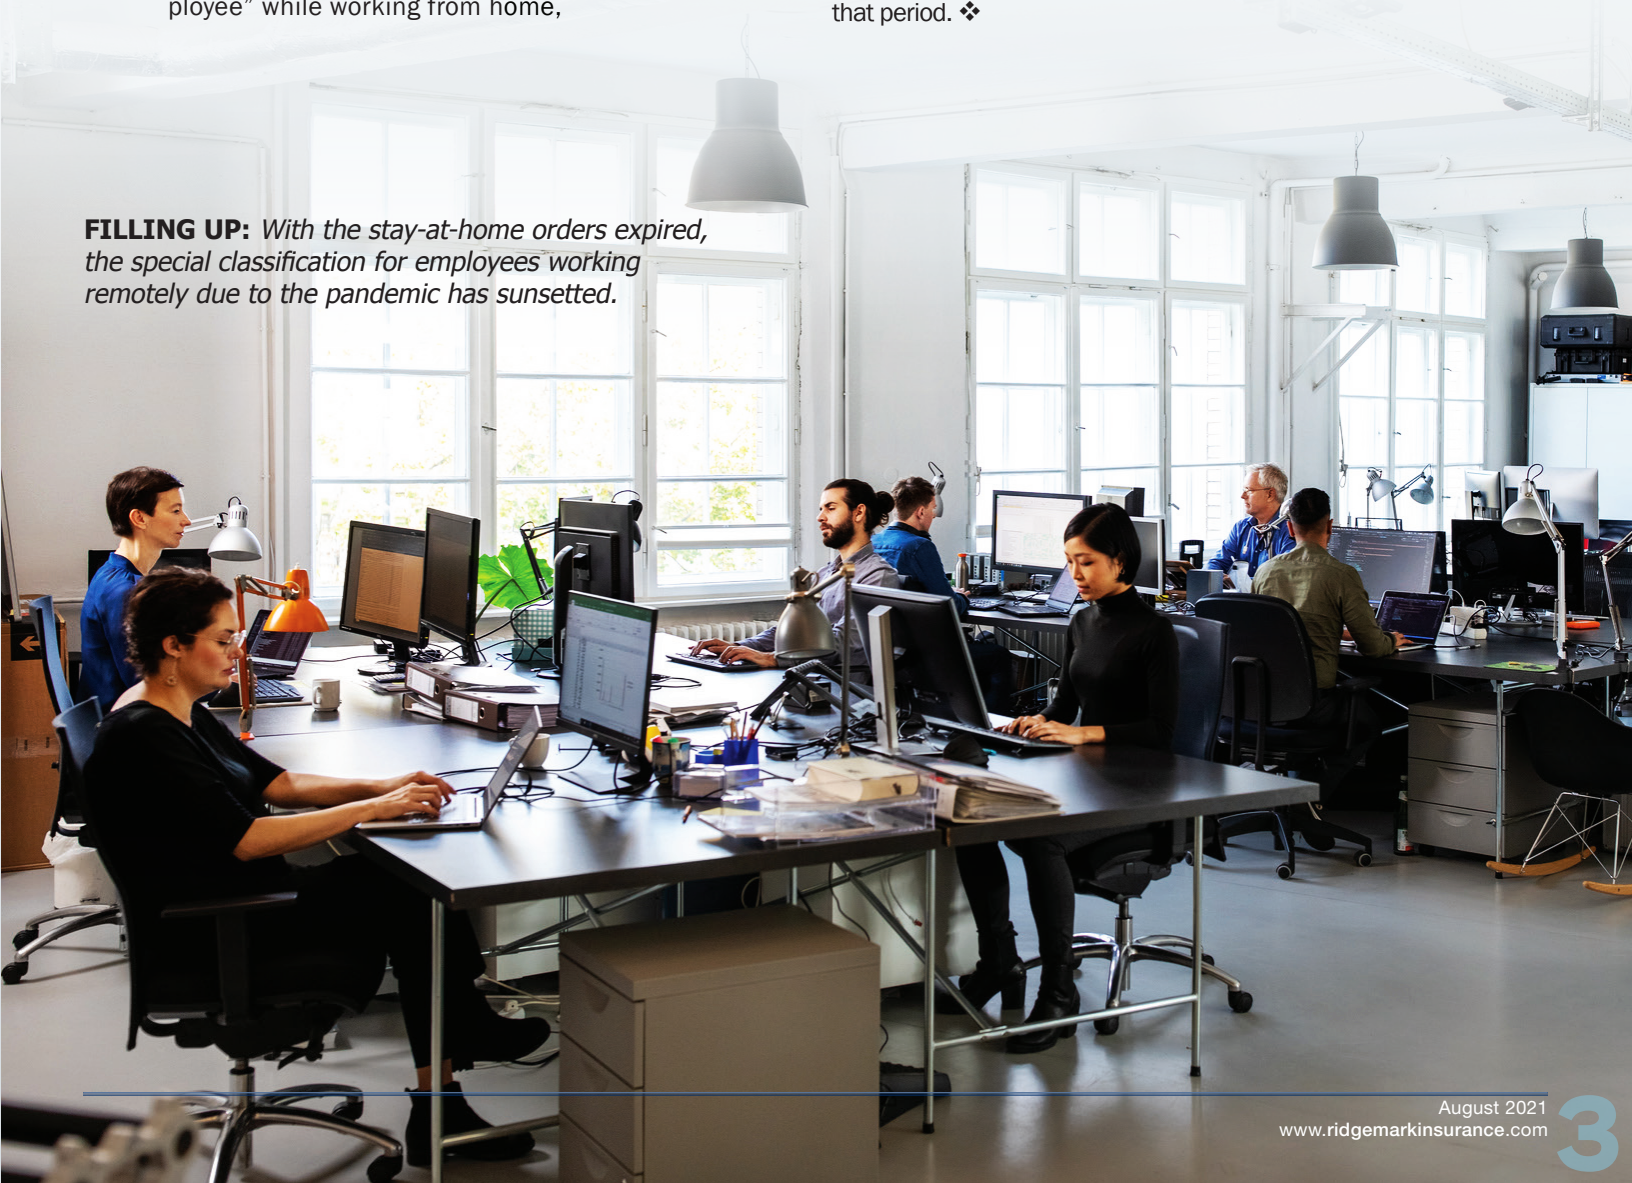 ployee” while working from home,
that period. ❖
FILLING UP: With the stay-at-home orders expired,
the special classification for employees working
remotely due to the pandemic has sunsetted.
August 2021
www.ridgemarkinsurance.com
3